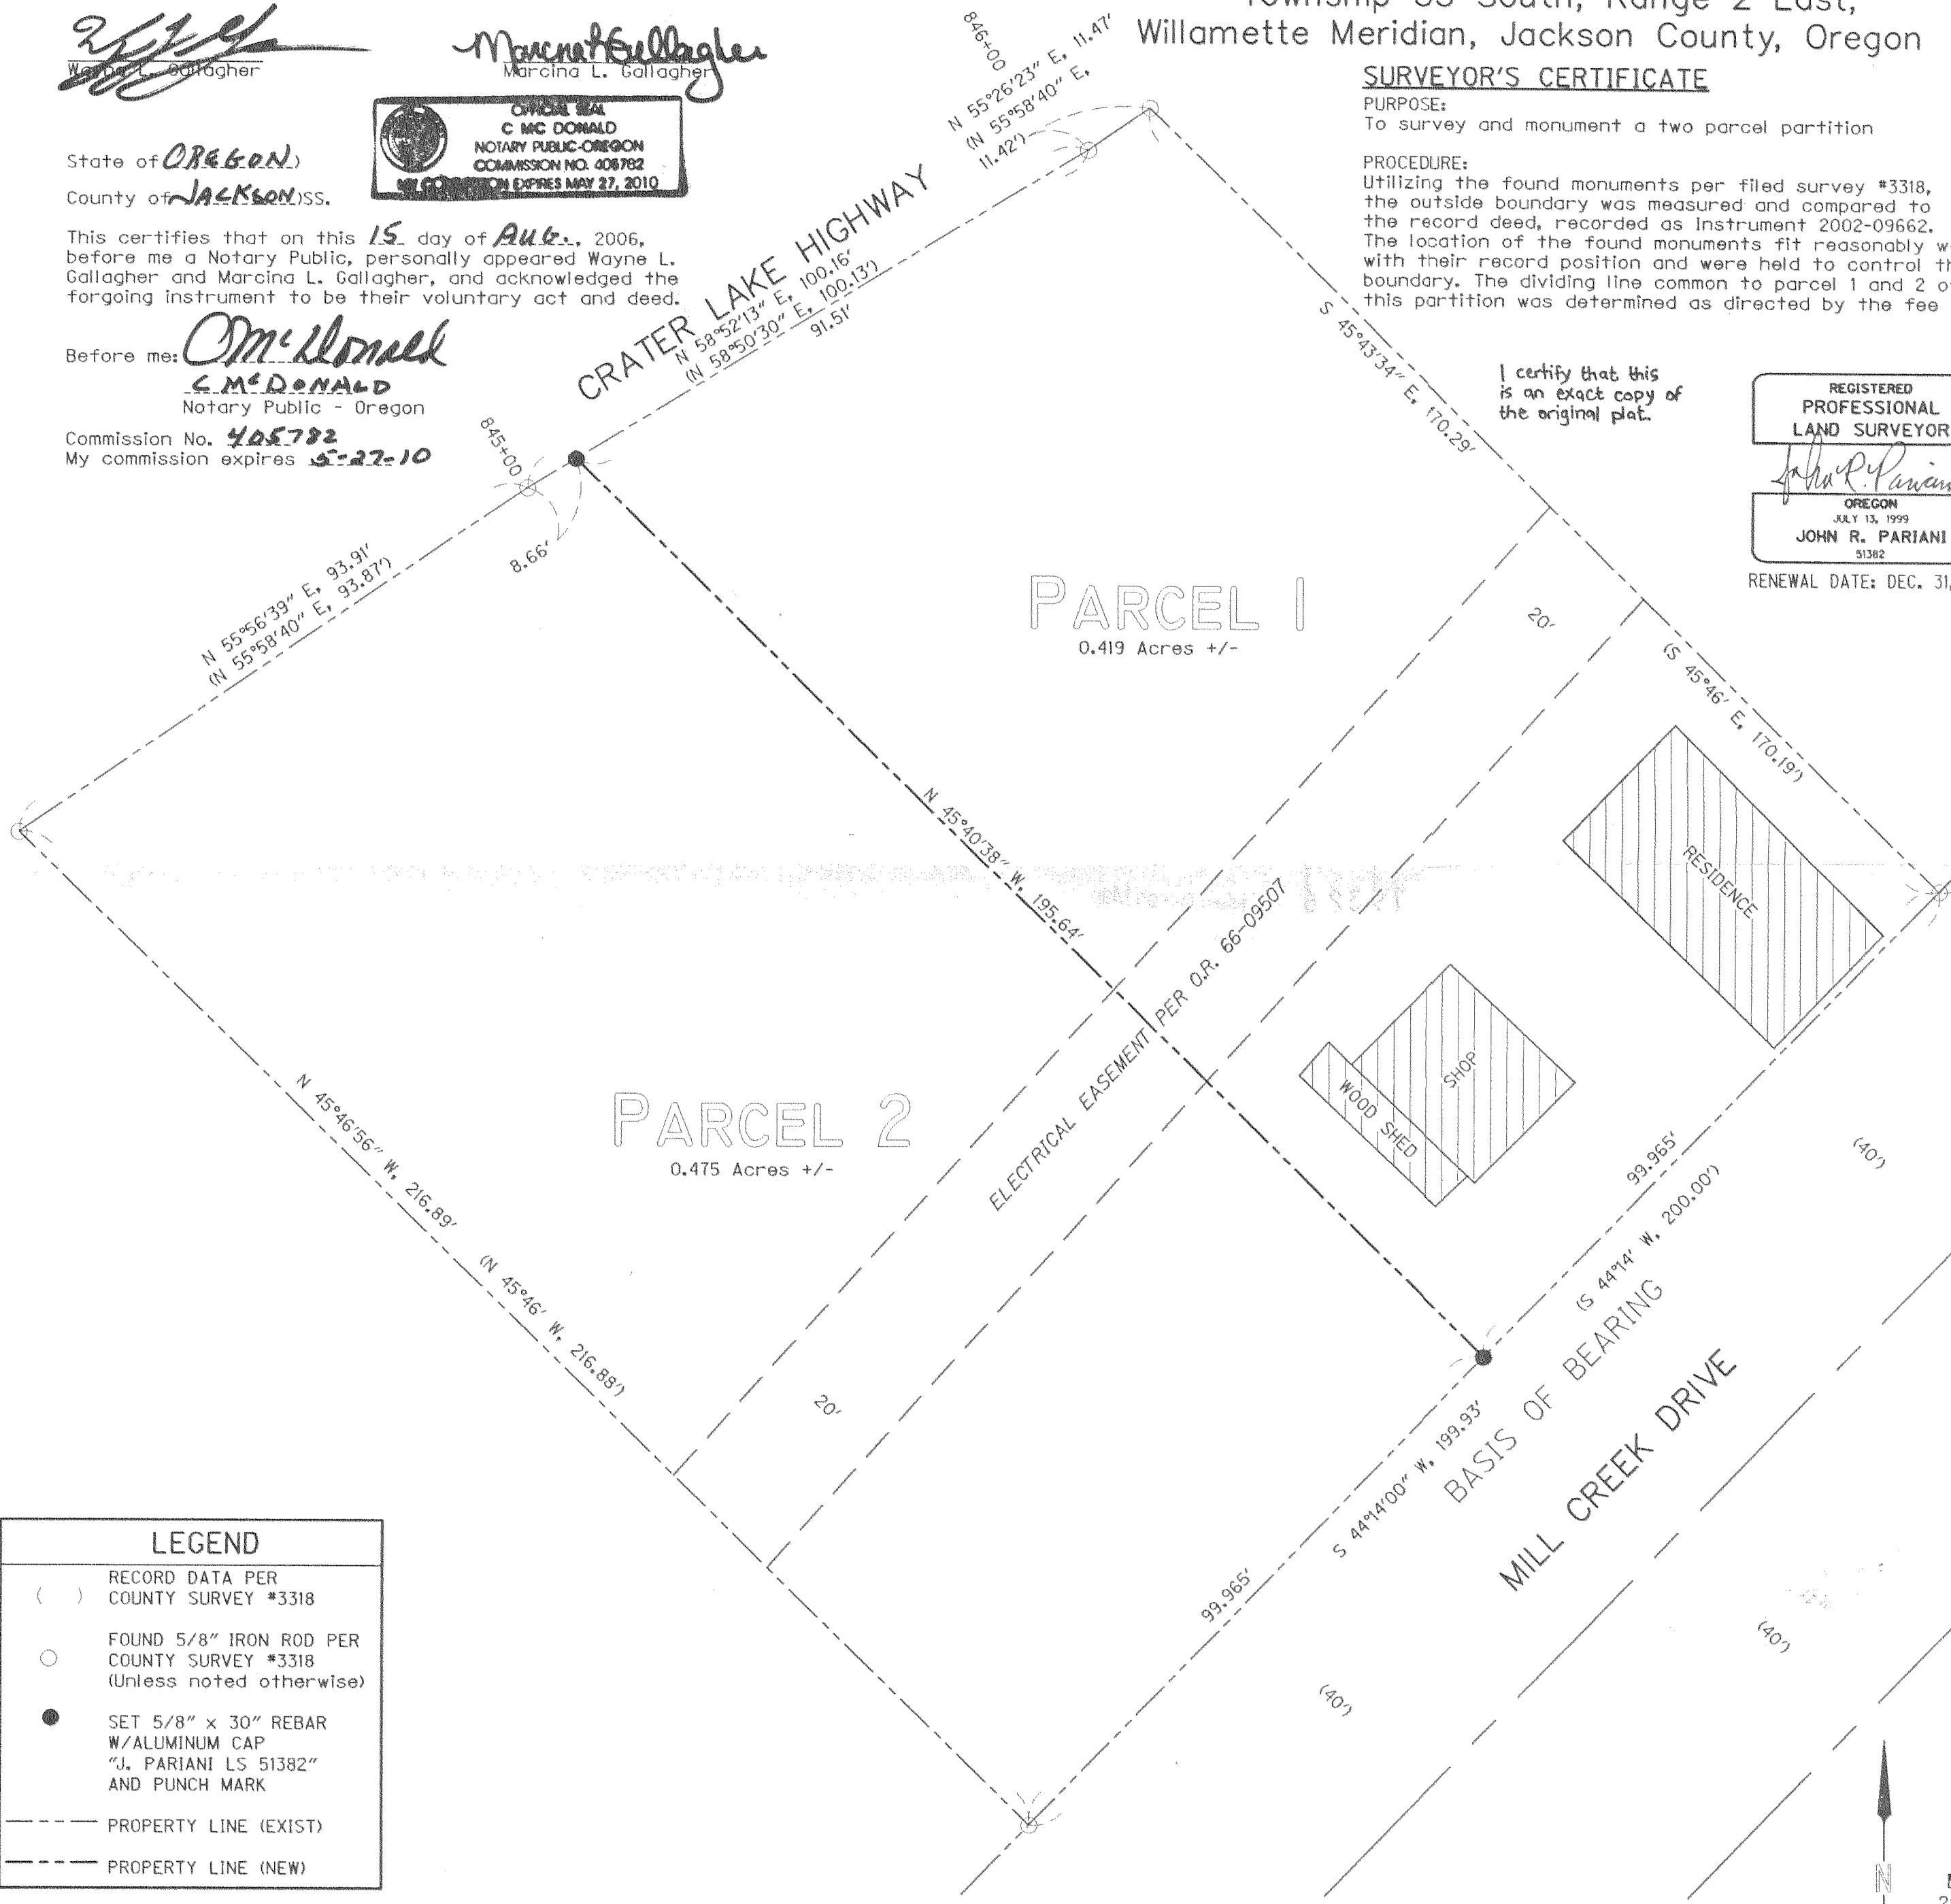 Township 33 South, Range 2 East,
Willamette Meridian, Jackson County, Oregon
Wayne L. Gallagher
Marcina L. Gallagher
Marcina L. Gallagher
OFFICIAL SEAL
C MC DONALD
NOTARY PUBLIC-OREGON
COMMISSION NO. 405782
MY COMMISSION EXPIRES MAY 27, 2010
State of OREGON)
County of JACKSON)SS.
This certifies that on this 15 day of AUG., 2006,
before me a Notary Public, personally appeared Wayne L.
Gallagher and Marcina L. Gallagher, and acknowledged the
forgoing instrument to be their voluntary act and deed.
Before me: C McDonald
C McDONALD
Notary Public - Oregon
Commission No. 405782
My commission expires 5-27-10
SURVEYOR'S CERTIFICATE
PURPOSE:
To survey and monument a two parcel partition
PROCEDURE:
Utilizing the found monuments per filed survey #3318,
the outside boundary was measured and compared to
the record deed, recorded as Instrument 2002-09662.
The location of the found monuments fit reasonably
with their record position and were held to control
boundary. The dividing line common to parcel 1 and 2
this partition was determined as directed by the fee
I certify that this
is an exact copy of
the original plat.
REGISTERED
PROFESSIONAL
LAND SURVEYOR
John R. Pariani
OREGON
JULY 13, 1999
JOHN R. PARIANI
51382
RENEWAL DATE: DEC. 31,
846+00
N 55°26'23" E, 11.47'
(N 55°58'40" E,
11.42')
CRATER LAKE HIGHWAY
N 58°52'13" E, 100.16'
(N 58°50'30" E, 100.13')
91.51'
845+00
8.66'
N 55°56'39" E, 93.91'
(N 55°58'40" E, 93.87')
S 45°43'34" E, 170.29'
(S 45°46' E, 170.19')
PARCEL 1
0.419 Acres +/-
20'
RESIDENCE
N 45°40'38" W, 195.64'
ELECTRICAL EASEMENT PER O.R. 66-09507
SHOP
WOOD SHED
PARCEL 2
0.475 Acres +/-
N 45°46'56" W, 216.89'
(N 45°46' W, 216.88')
20'
99.965'
(S 44°14' W, 200.00')
(40')
S 44°14'00" W, 199.93'
BASIS OF BEARING
MILL CREEK DRIVE
99.965'
(40')
(40')
LEGEND
( ) RECORD DATA PER
COUNTY SURVEY #3318
FOUND 5/8" IRON ROD PER
COUNTY SURVEY #3318
(Unless noted otherwise)
SET 5/8" x 30" REBAR
W/ALUMINUM CAP
"J. PARIANI LS 51382"
AND PUNCH MARK
PROPERTY LINE (EXIST)
PROPERTY LINE (NEW)
N